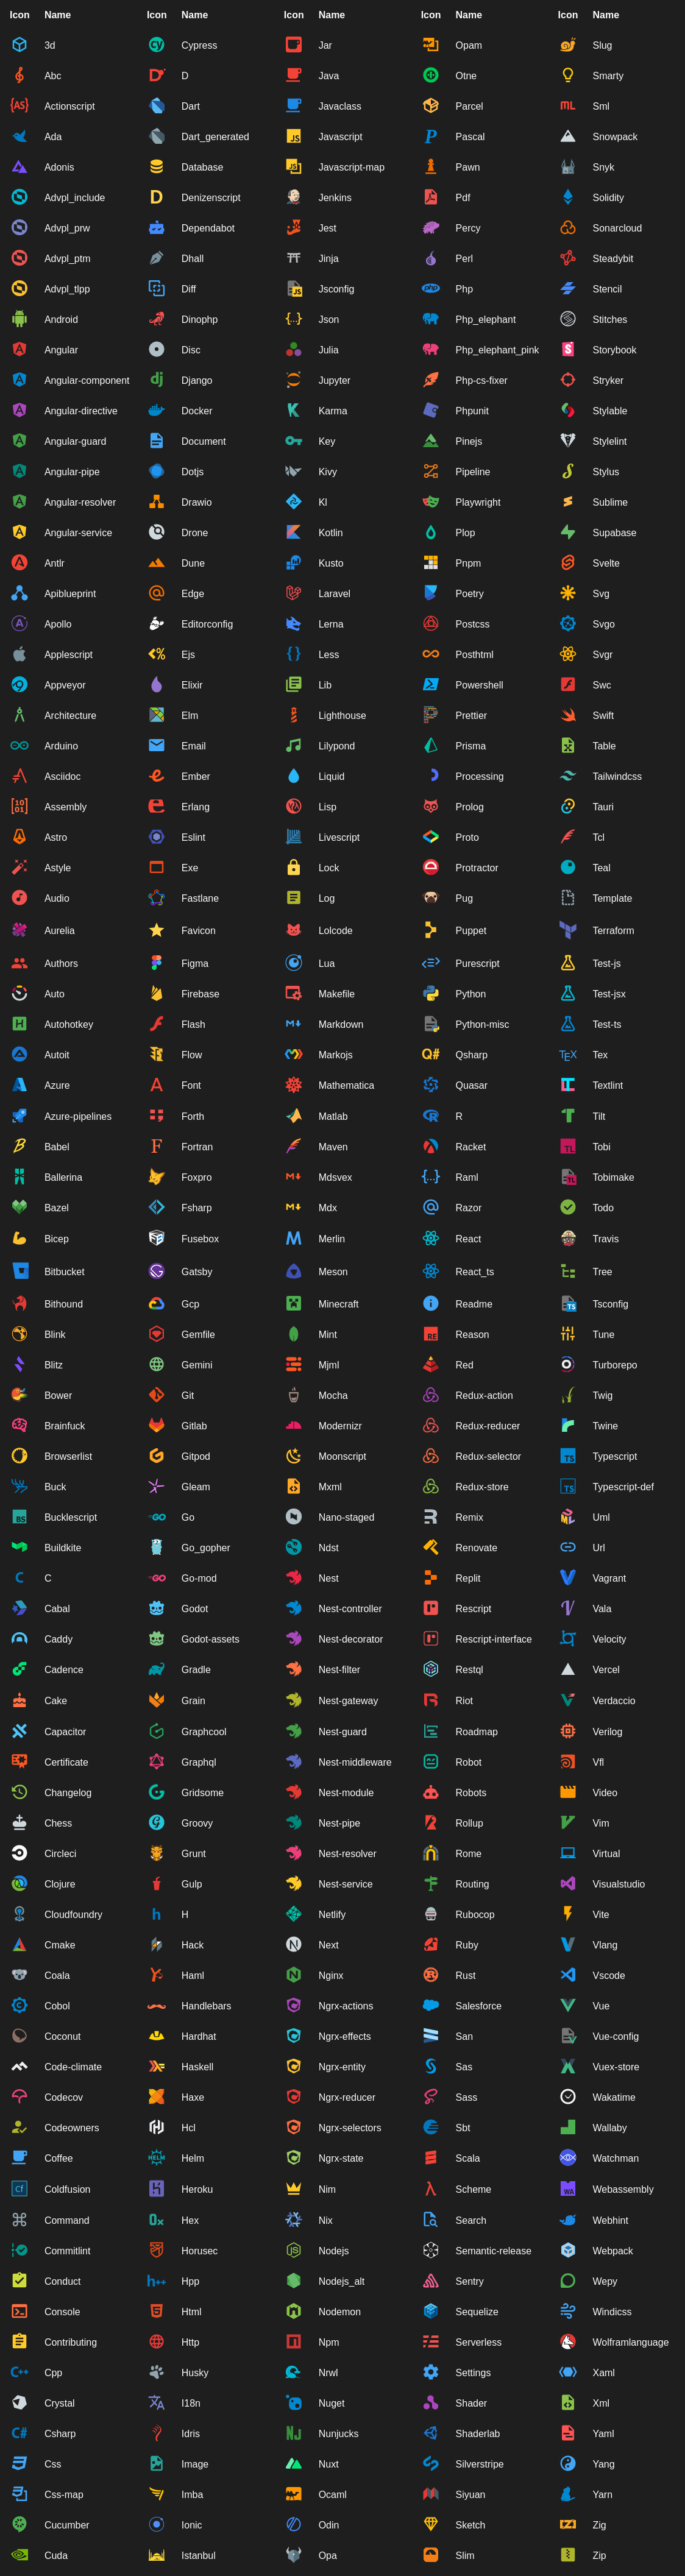 Icon Name Icon Name Icon Name Icon Name Icon Name
3d Cypress Jar Opam Slug
Abc D Java Otne Smarty
Actionscript Dart Javaclass Parcel Sml
Ada Dart_generated Javascript Pascal Snowpack
Adonis Database Javascript-map Pawn Snyk
Advpl_include Denizenscript Jenkins Pdf Solidity
Advpl_prw Dependabot Jest Percy Sonarcloud
Advpl_ptm Dhall Jinja Perl Steadybit
Advpl_tlpp Diff Jsconfig Php Stencil
Android Dinophp Json Php_elephant Stitches
Angular Disc Julia Php_elephant_pink Storybook
Angular-component Django Jupyter Php-cs-fixer Stryker
Angular-directive Docker Karma Phpunit Stylable
Angular-guard Document Key Pinejs Stylelint
Angular-pipe Dotjs Kivy Pipeline Stylus
Angular-resolver Drawio Kl Playwright Sublime
Angular-service Drone Kotlin Plop Supabase
Antlr Dune Kusto Pnpm Svelte
Apiblueprint Edge Laravel Poetry Svg
Apollo Editorconfig Lerna Postcss Svgo
Applescript Ejs Less Posthtml Svgr
Appveyor Elixir Lib Powershell Swc
Architecture Elm Lighthouse Prettier Swift
Arduino Email Lilypond Prisma Table
Asciidoc Ember Liquid Processing Tailwindcss
Assembly Erlang Lisp Prolog Tauri
Astro Eslint Livescript Proto Tcl
Astyle Exe Lock Protractor Teal
Audio Fastlane Log Pug Template
Aurelia Favicon Lolcode Puppet Terraform
Authors Figma Lua Purescript Test-js
Auto Firebase Makefile Python Test-jsx
Autohotkey Flash Markdown Python-misc Test-ts
Autoit Flow Markojs Qsharp Tex
Azure Font Mathematica Quasar Textlint
Azure-pipelines Forth Matlab R Tilt
Babel Fortran Maven Racket Tobi
Ballerina Foxpro Mdsvex Raml Tobimake
Bazel Fsharp Mdx Razor Todo
Bicep Fusebox Merlin React Travis
Bitbucket Gatsby Meson React_ts Tree
Bithound Gcp Minecraft Readme Tsconfig
Blink Gemfile Mint Reason Tune
Blitz Gemini Mjml Red Turborepo
Bower Git Mocha Redux-action Twig
Brainfuck Gitlab Modernizr Redux-reducer Twine
Browserlist Gitpod Moonscript Redux-selector Typescript
Buck Gleam Mxml Redux-store Typescript-def
Bucklescript Go Nano-staged Remix Uml
Buildkite Go_gopher Ndst Renovate Url
C Go-mod Nest Replit Vagrant
Cabal Godot Nest-controller Rescript Vala
Caddy Godot-assets Nest-decorator Rescript-interface Velocity
Cadence Gradle Nest-filter Restql Vercel
Cake Grain Nest-gateway Riot Verdaccio
Capacitor Graphcool Nest-guard Roadmap Verilog
Certificate Graphql Nest-middleware Robot Vfl
Changelog Gridsome Nest-module Robots Video
Chess Groovy Nest-pipe Rollup Vim
Circleci Grunt Nest-resolver Rome Virtual
Clojure Gulp Nest-service Routing Visualstudio
Cloudfoundry H Netlify Rubocop Vite
Cmake Hack Next Ruby Vlang
Coala Haml Nginx Rust Vscode
Cobol Handlebars Ngrx-actions Salesforce Vue
Coconut Hardhat Ngrx-effects San Vue-config
Code-climate Haskell Ngrx-entity Sas Vuex-store
Codecov Haxe Ngrx-reducer Sass Wakatime
Codeowners Hcl Ngrx-selectors Sbt Wallaby
Coffee Helm Ngrx-state Scala Watchman
Coldfusion Heroku Nim Scheme Webassembly
Command Hex Nix Search Webhint
Commitlint Horusec Nodejs Semantic-release Webpack
Conduct Hpp Nodejs_alt Sentry Wepy
Console Html Nodemon Sequelize Windicss
Contributing Http Npm Serverless Wolframlanguage
Cpp Husky Nrwl Settings Xaml
Crystal I18n Nuget Shader Xml
Csharp Idris Nunjucks Shaderlab Yaml
Css Image Nuxt Silverstripe Yang
Css-map Imba Ocaml Siyuan Yarn
Cucumber Ionic Odin Sketch Zig
Cuda Istanbul Opa Slim Zip